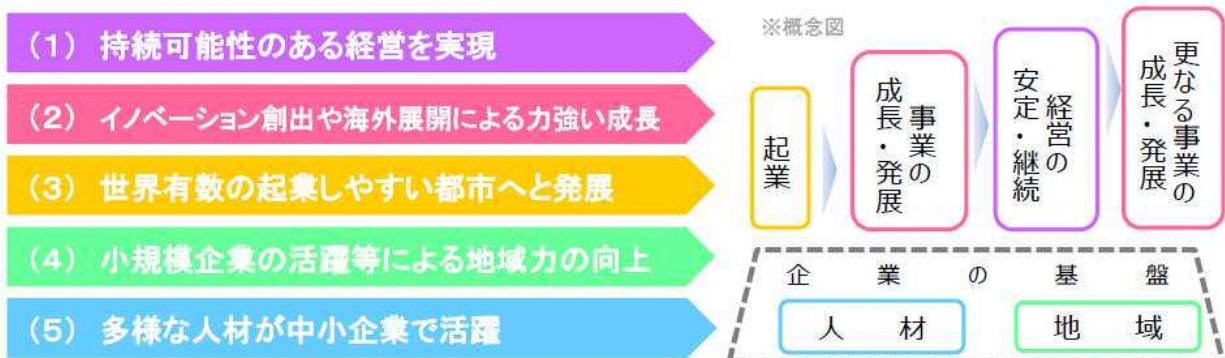 (1) 持続可能性のある経営を実現
(2) イノベーション創出や海外展開による力強い成長
(3) 世界有数の起業しやすい都市へと発展
(4) 小規模企業の活躍等による地域力の向上
(5) 多様な人材が中小企業で活躍
※概念図
起業
事業の
成長・発展
経営の
安定・継続
更なる事業の
成長・発展
企業の基盤
人材
地域